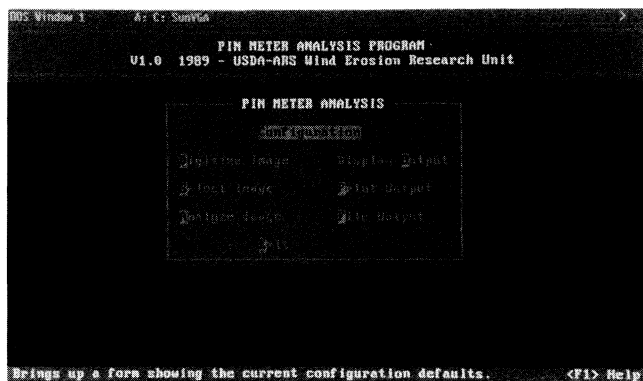 DOS Window 1 A: C: SunVGA >
PIN METER ANALYSIS PROGRAM
V1.0 1989 - USDA-ARS Wind Erosion Research Unit
PIN METER ANALYSIS
Configuration
Digitize Image Display Output
Select Image Print Output
Analyze Image File Output
Quit
Brings up a form showing the current configuration defaults. <F1> Help